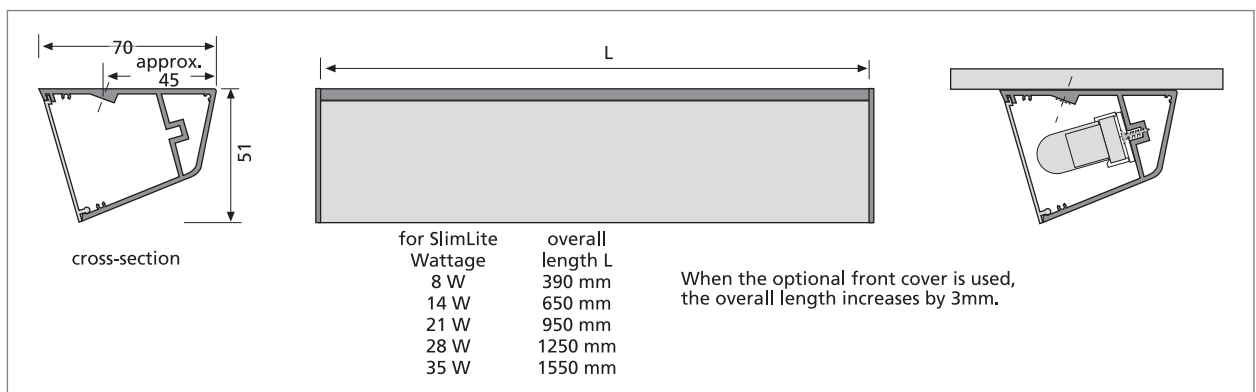 70
approx.
45
51
cross-section
L
for SlimLite overall
Wattage length L
8 W 390 mm
14 W 650 mm
21 W 950 mm
28 W 1250 mm
35 W 1550 mm
When the optional front cover is used,
the overall length increases by 3mm.